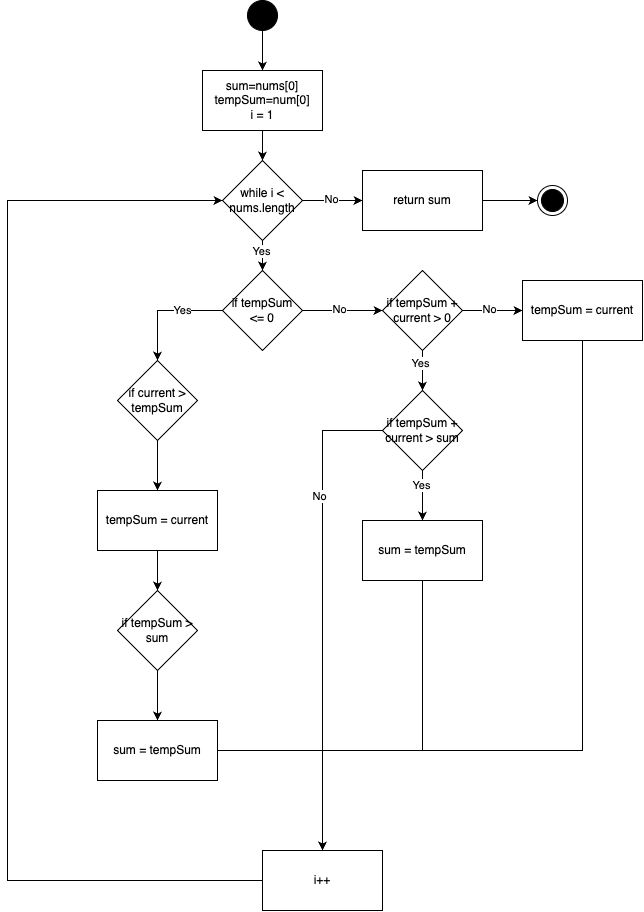 sum=nums[0]
tempSum=num[0]
i = 1
while i <
nums.length
No
return sum
Yes
if tempSum
<= 0
Yes
No
if tempSum +
current > 0
No
tempSum = current
Yes
if current >
tempSum
if tempSum +
current > sum
Yes
No
tempSum = current
sum = tempSum
if tempSum >
sum
sum = tempSum
i++